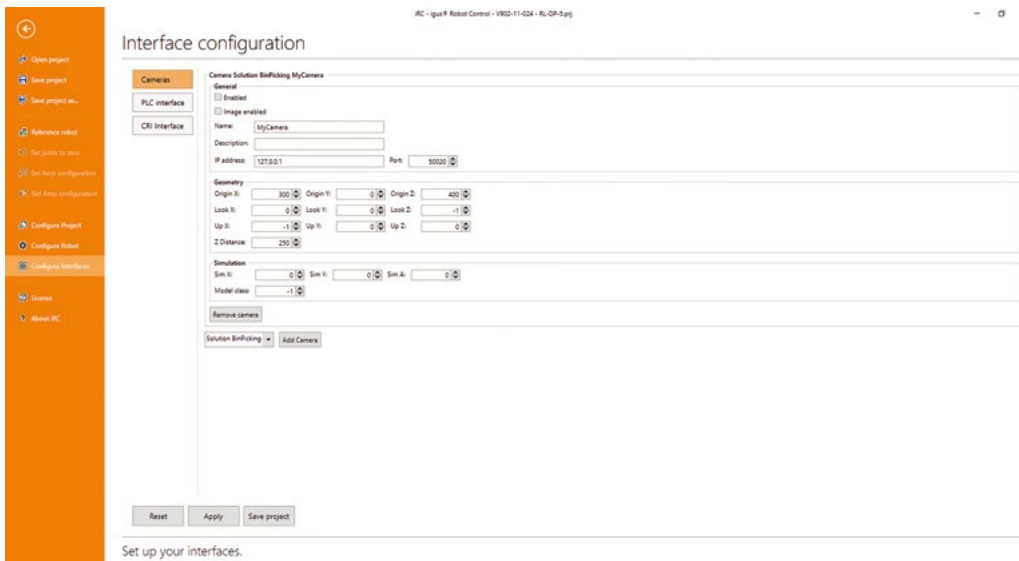 iRC - igus® Robot Control - V902-11-024 - RL-DP-5.prj
Interface configuration
Open project
Save project
Save project as...
Reference robot
Set joints to zero
Set Amp configuration
Get Amp configuration
Configure Project
Configure Robot
Configure Interfaces
License
About iRC
Cameras
PLC interface
CRI Interface
Camera Solution BinPicking MyCamera
General
Enabled
Image enabled
Name: MyCamera
Description:
IP address: 127.0.0.1 Port: 50020
Geometry
Origin X: 300 Origin Y: 0 Origin Z: 400
Look X: 0 Look Y: 0 Look Z: -1
Up X: -1 Up Y: 0 Up Z: 0
Z Distance: 250
Simulation
Sim X: 0 Sim Y: 0 Sim A: 0
Model class: -1
Remove camera
Solution BinPicking Add Camera
Reset Apply Save project
Set up your interfaces.